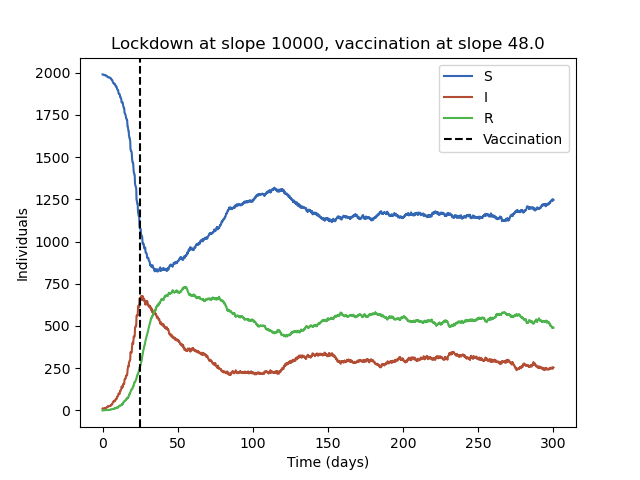 Lockdown at slope 10000, vaccination at slope 48.0
S
I
R
Vaccination
Individuals
2000
1750
1500
1250
1000
750
500
250
0
0 50 100 150 200 250 300
Time (days)